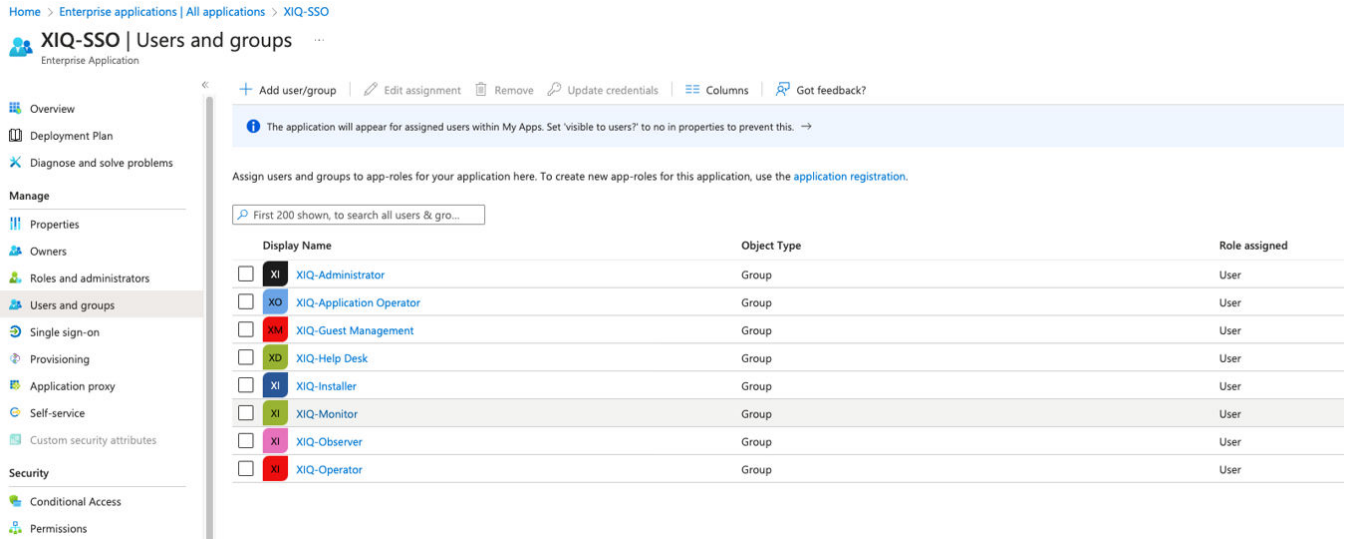 Home > Enterprise applications | All applications > XIQ-SSO
XIQ-SSO | Users and groups ...
Enterprise Application
«
Overview
Deployment Plan
Diagnose and solve problems
Manage
Properties
Owners
Roles and administrators
Users and groups
Single sign-on
Provisioning
Application proxy
Self-service
Custom security attributes
Security
Conditional Access
Permissions
+ Add user/group | Edit assignment Remove Update credentials | Columns | Got feedback?
The application will appear for assigned users within My Apps. Set 'visible to users?' to no in properties to prevent this. →
Assign users and groups to app-roles for your application here. To create new app-roles for this application, use the application registration.
First 200 shown, to search all users & gro...
Display Name Object Type Role assigned
XI XIQ-Administrator Group User
XO XIQ-Application Operator Group User
XM XIQ-Guest Management Group User
XD XIQ-Help Desk Group User
XI XIQ-Installer Group User
XI XIQ-Monitor Group User
XI XIQ-Observer Group User
XI XIQ-Operator Group User